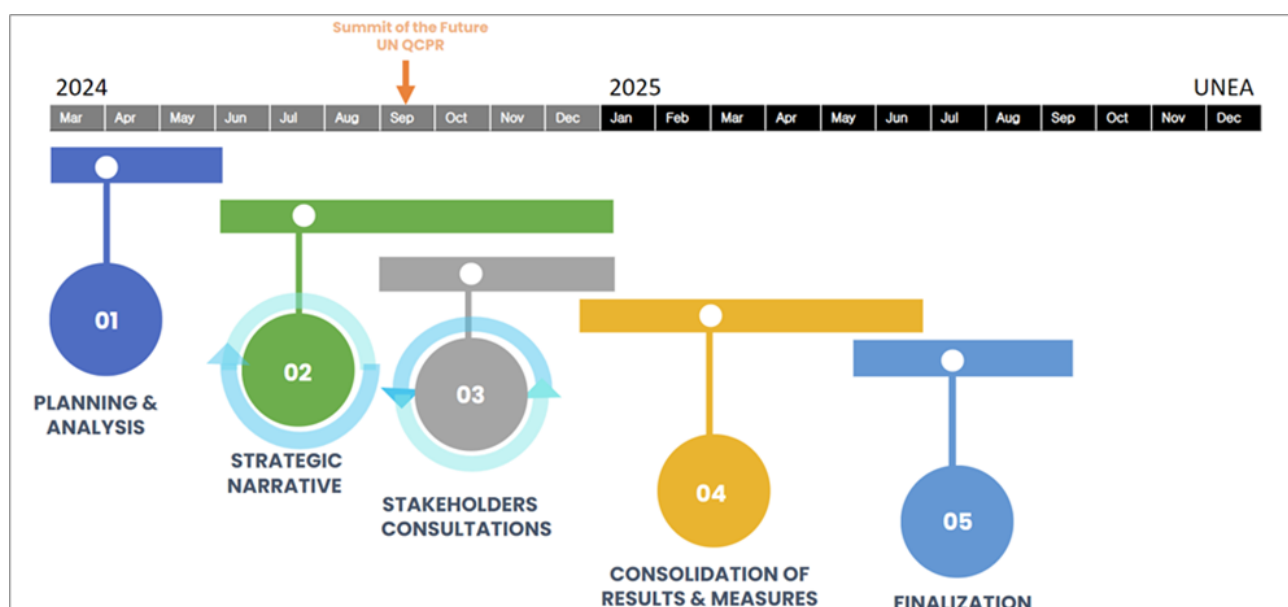 Summit of the Future
UN QCPR
2024 2025 UNEA
Mar Apr May Jun Jul Aug Sep Oct Nov Dec Jan Feb Mar Apr May Jun Jul Aug Sep Oct Nov Dec
01
PLANNING &
ANALYSIS
02
STRATEGIC
NARRATIVE
03
STAKEHOLDERS
CONSULTATIONS
04
CONSOLIDATION OF
RESULTS & MEASURES
05
FINALIZATION